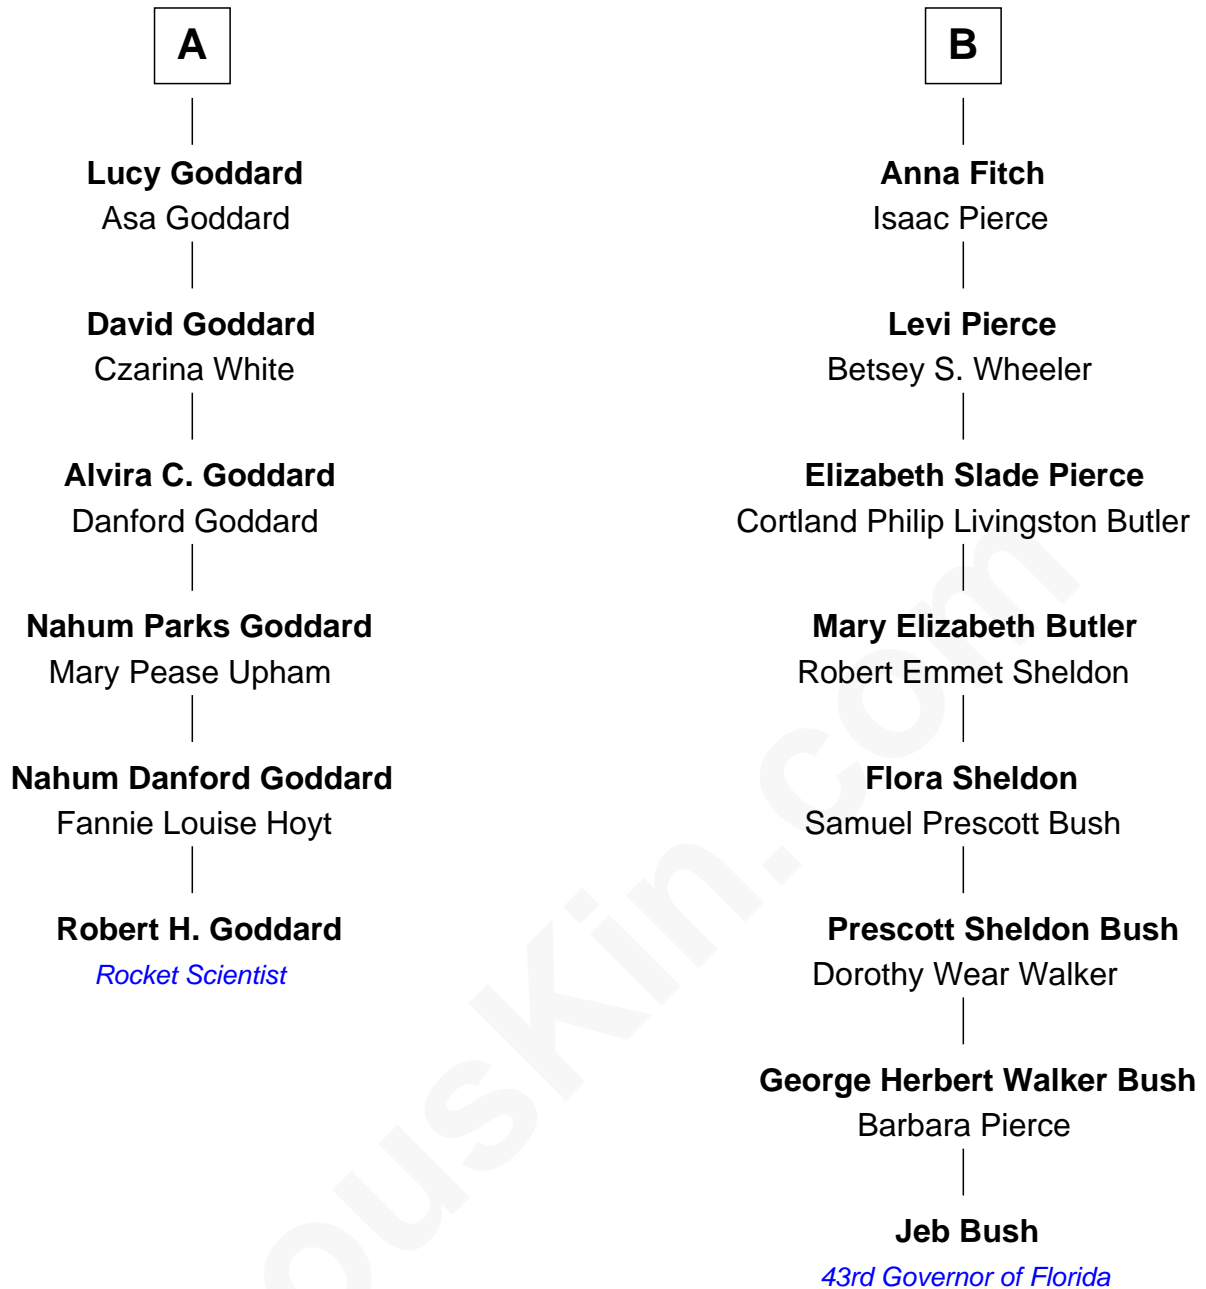 A
Lucy Goddard
Asa Goddard
David Goddard
Czarina White
Alvira C. Goddard
Danford Goddard
Nahum Parks Goddard
Mary Pease Upham
Nahum Danford Goddard
Fannie Louise Hoyt
Robert H. Goddard
Rocket Scientist
B
Anna Fitch
Isaac Pierce
Levi Pierce
Betsey S. Wheeler
Elizabeth Slade Pierce
Cortland Philip Livingston Butler
Mary Elizabeth Butler
Robert Emmet Sheldon
Flora Sheldon
Samuel Prescott Bush
Prescott Sheldon Bush
Dorothy Wear Walker
George Herbert Walker Bush
Barbara Pierce
Jeb Bush
43rd Governor of Florida
ousKin.com